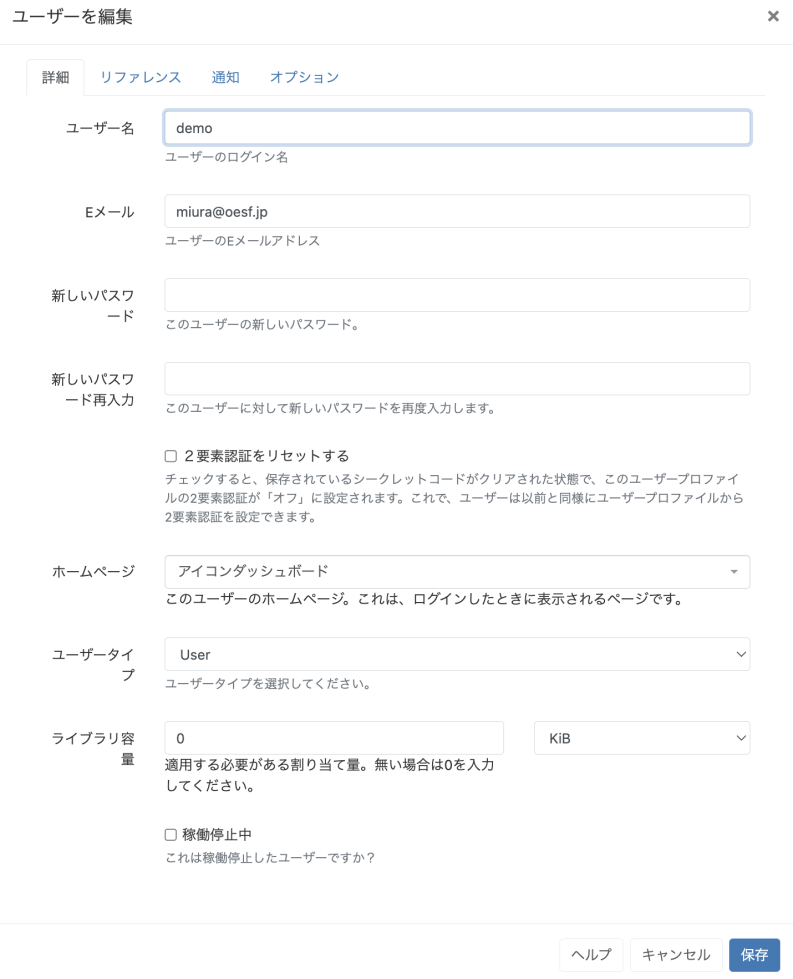 ユーザーを編集
×
詳細 リファレンス 通知 オプション
ユーザー名
demo
ユーザーのログイン名
Eメール
miura@oesf.jp
ユーザーのEメールアドレス
新しいパスワ
ード
このユーザーの新しいパスワード。
新しいパスワ
ード再入力
このユーザーに対して新しいパスワードを再度入力します。
２要素認証をリセットする
チェックすると、保存されているシークレットコードがクリアされた状態で、このユーザープロファイ
ルの2要素認証が「オフ」に設定されます。これで、ユーザーは以前と同様にユーザープロファイルから
2要素認証を設定できます。
ホームページ
アイコンダッシュボード
このユーザーのホームページ。これは、ログインしたときに表示されるページです。
ユーザータイ
プ
User
ユーザータイプを選択してください。
ライブラリ容
量
0
KiB
適用する必要がある割り当て量。無い場合は0を入力
してください。
稼働停止中
これは稼働停止したユーザーですか？
ヘルプ キャンセル 保存